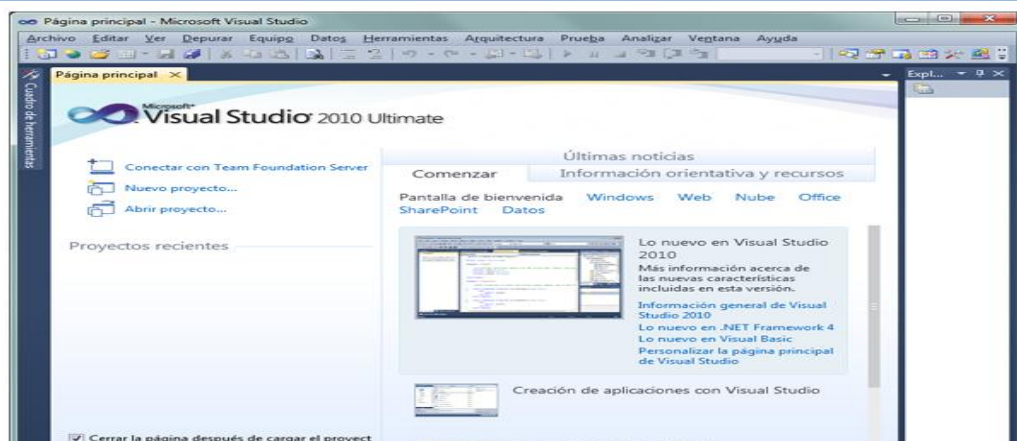 Página principal - Microsoft Visual Studio
Archivo Editar Ver Depurar Equipo Datos Herramientas Arquitectura Prueba Analizar Ventana Ayuda
Cuadro de herramientas
Página principal
Expl...
Microsoft
Visual Studio 2010 Ultimate
Conectar con Team Foundation Server
Nuevo proyecto...
Abrir proyecto...
Proyectos recientes
Últimas noticias
Comenzar
Información orientativa y recursos
Pantalla de bienvenida Windows Web Nube Office
SharePoint Datos
Lo nuevo en Visual Studio
2010
Más información acerca de
las nuevas características
incluidas en esta versión.
Información general de Visual
Studio 2010
Lo nuevo en .NET Framework 4
Lo nuevo en Visual Basic
Personalizar la página principal
de Visual Studio
Creación de aplicaciones con Visual Studio
Cerrar la página después de cargar el proyect